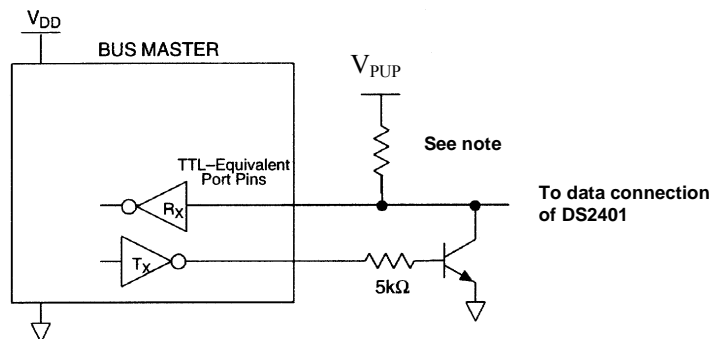 VDD
BUS MASTER
VPUP
See note
TTL–Equivalent
Port Pins
RX
To data connection
of DS2401
TX
5kΩ